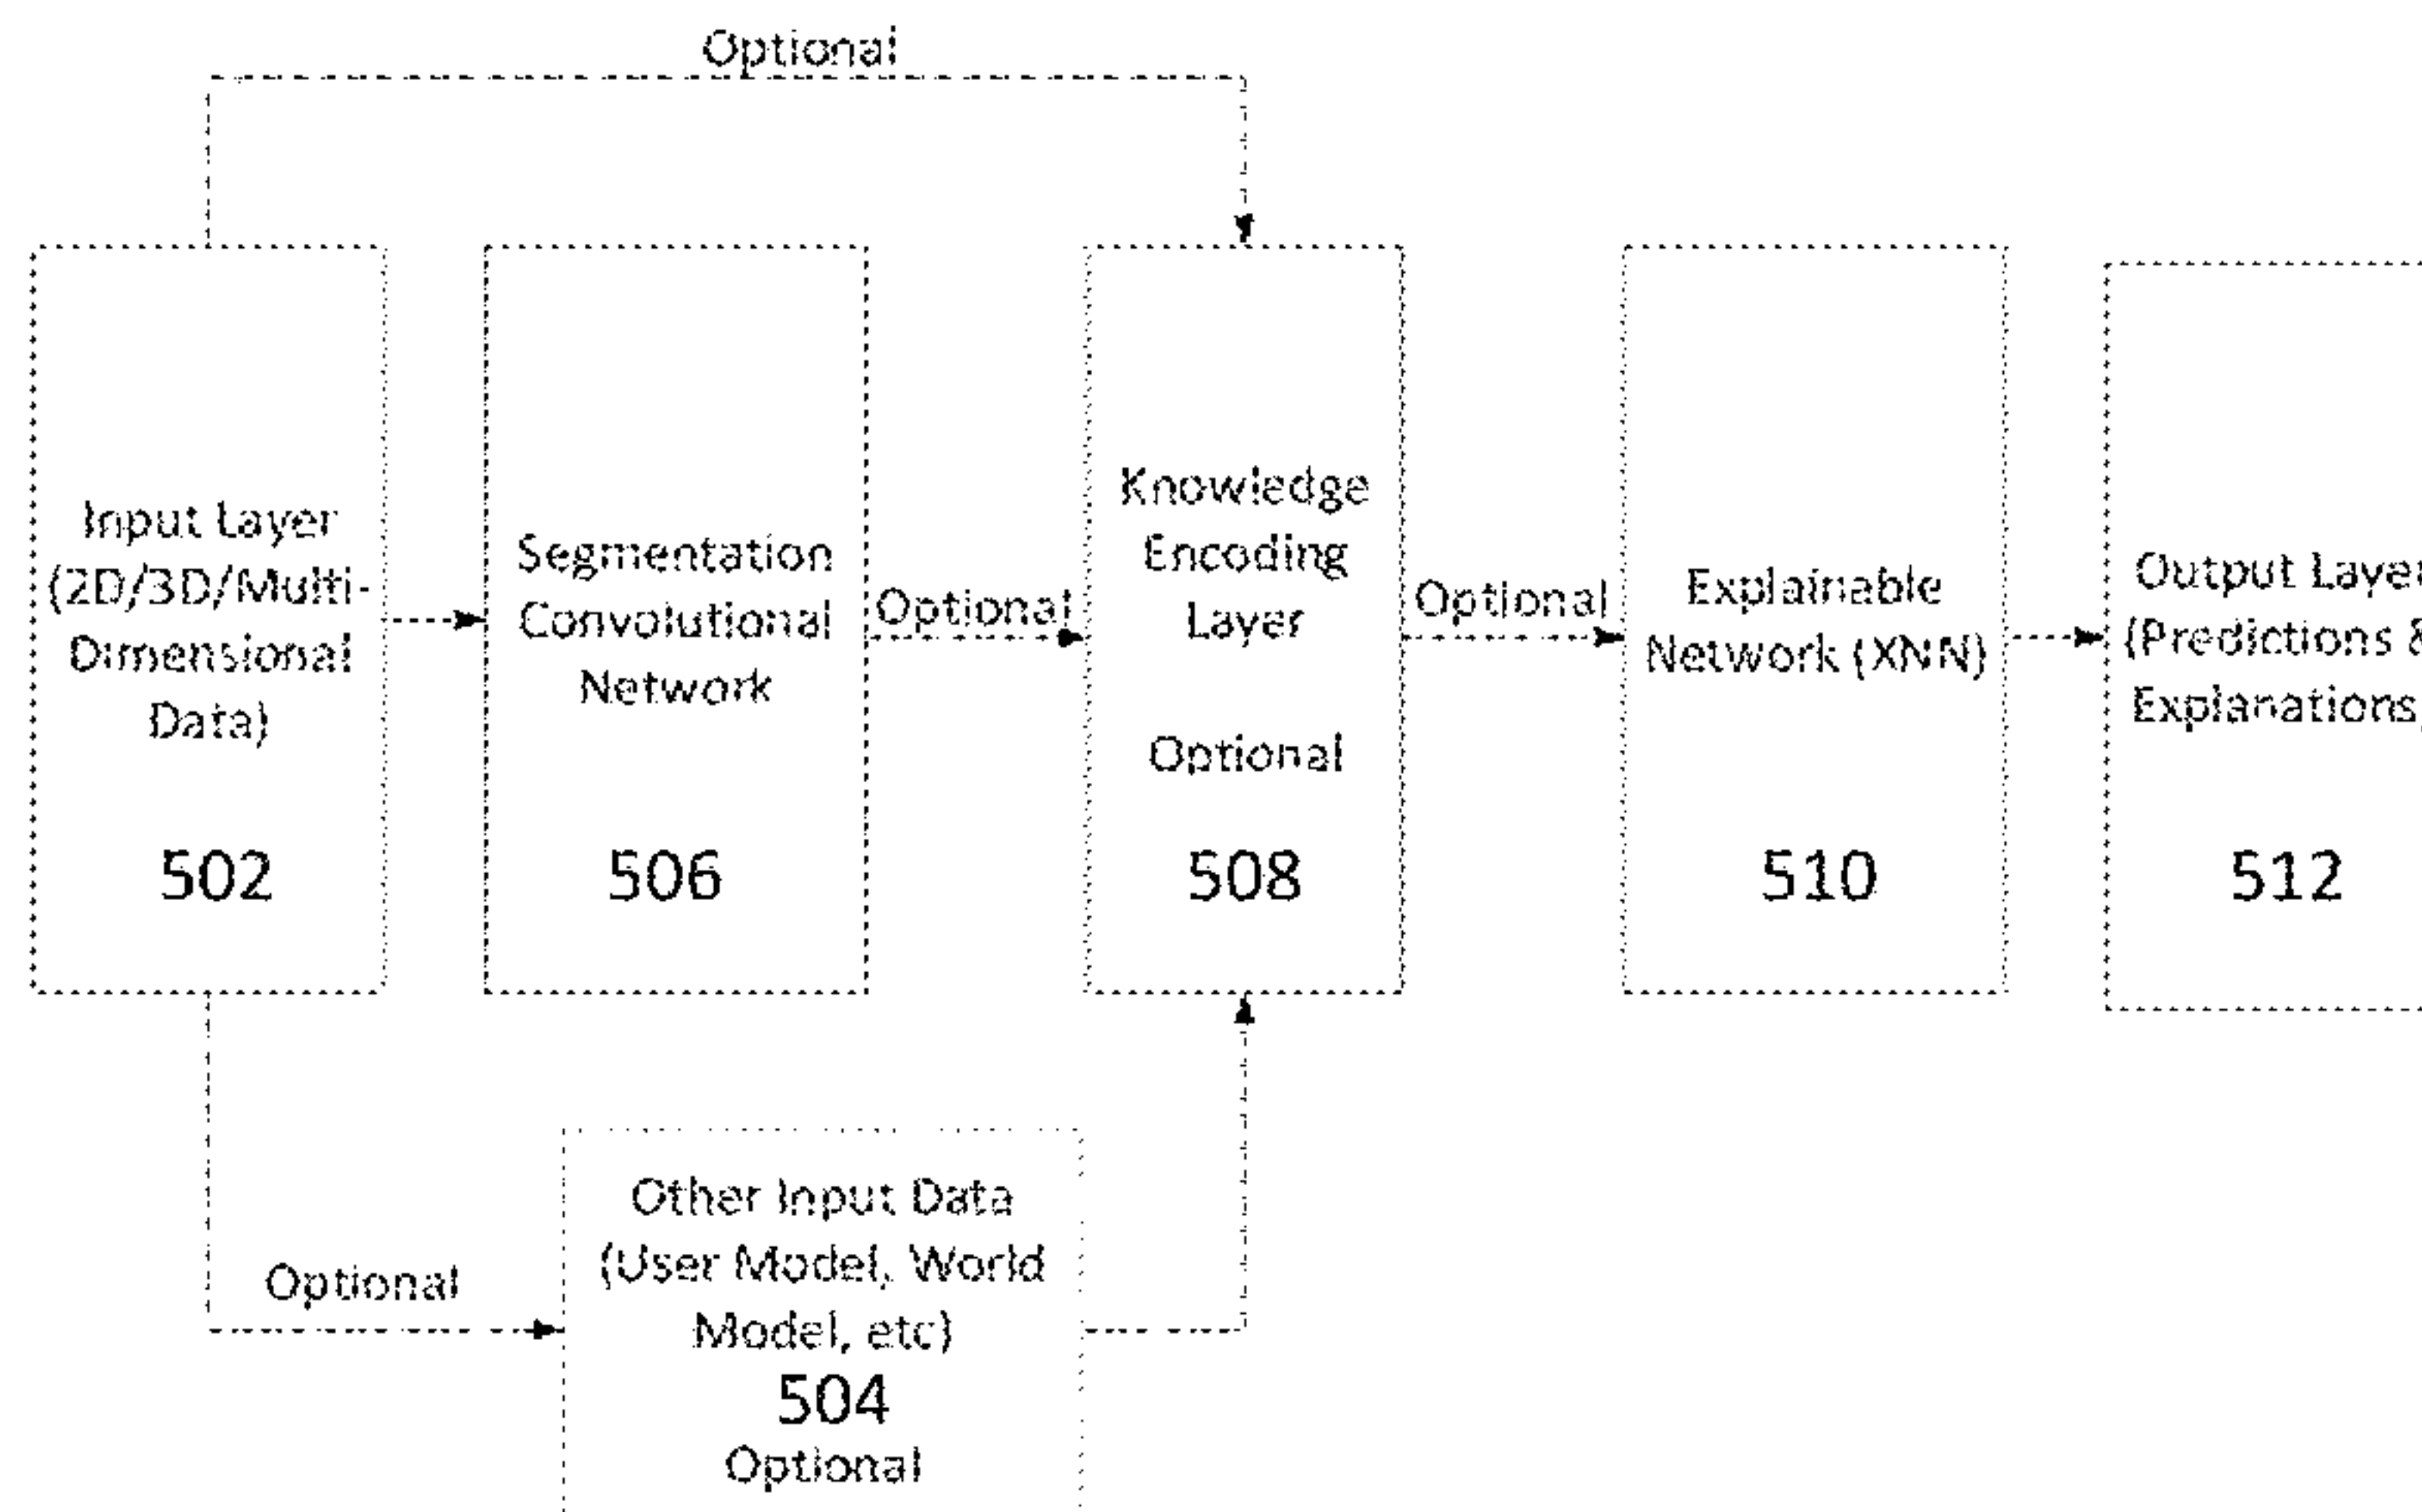 Optional
Input Layer
(2D/3D/Multi-
Dimensional
Data)
502
Segmentation
Convolutional
Network
506
Optional
Knowledge
Encoding
Layer
Optional
508
Optional
Explainable
Network (XNN)
510
Output Layer
(Predictions &
Explanations)
512
Optional
Other Input Data
(User Model, World
Model, etc)
504
Optional